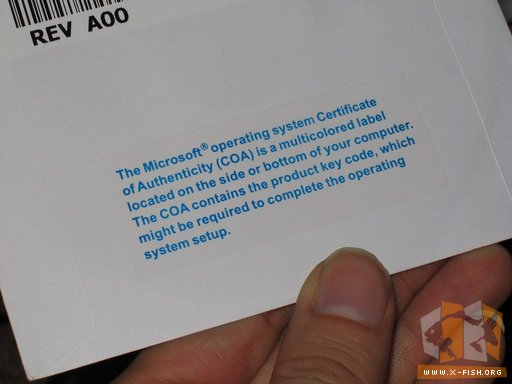 REV A00
The Microsoft® operating system Certificate
of Authenticity (COA) is a multicolored label
located on the side or bottom of your computer.
The COA contains the product key code, which
might be required to complete the operating
system setup.
WWW.X-FISH.ORG